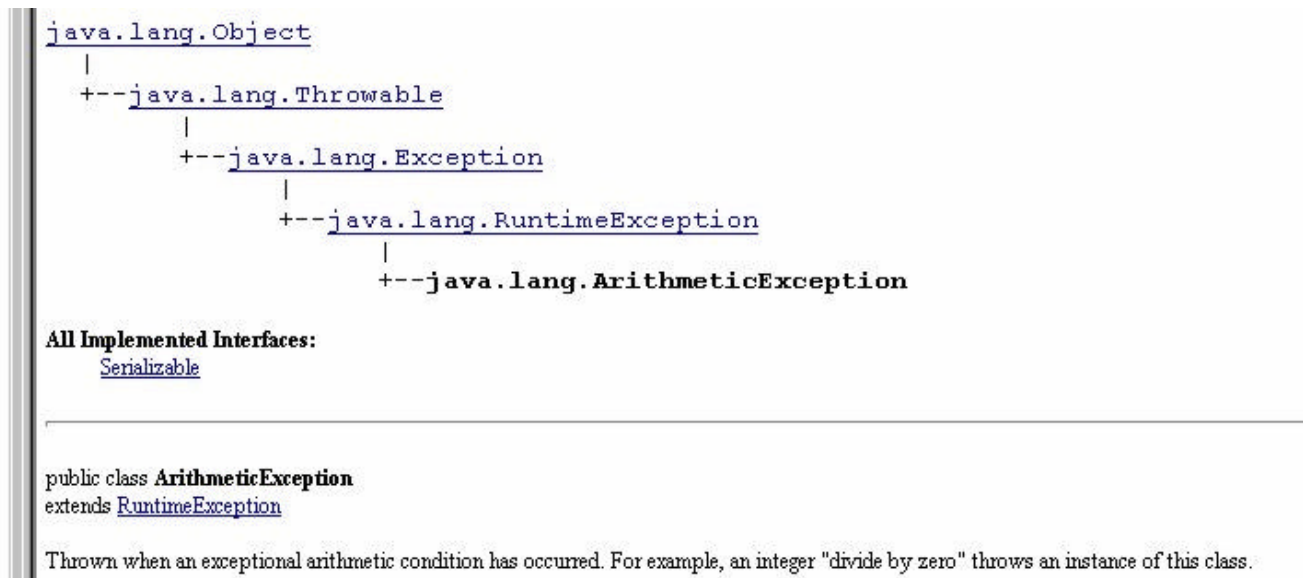 java.lang.Object
|
+--java.lang.Throwable
|
+--java.lang.Exception
|
+--java.lang.RuntimeException
|
+--java.lang.ArithmeticException
All Implemented Interfaces:
Serializable
public class ArithmeticException
extends RuntimeException
Thrown when an exceptional arithmetic condition has occurred. For example, an integer "divide by zero" throws an instance of this class.